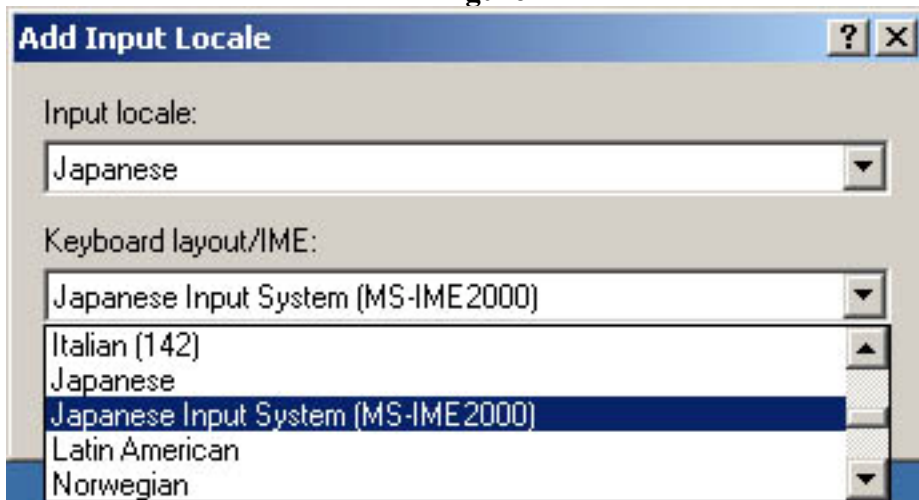 Add Input Locale
Input locale:
Japanese
Keyboard layout/IME:
Japanese Input System (MS-IME2000)
Italian (142)
Japanese
Japanese Input System (MS-IME2000)
Latin American
Norwegian